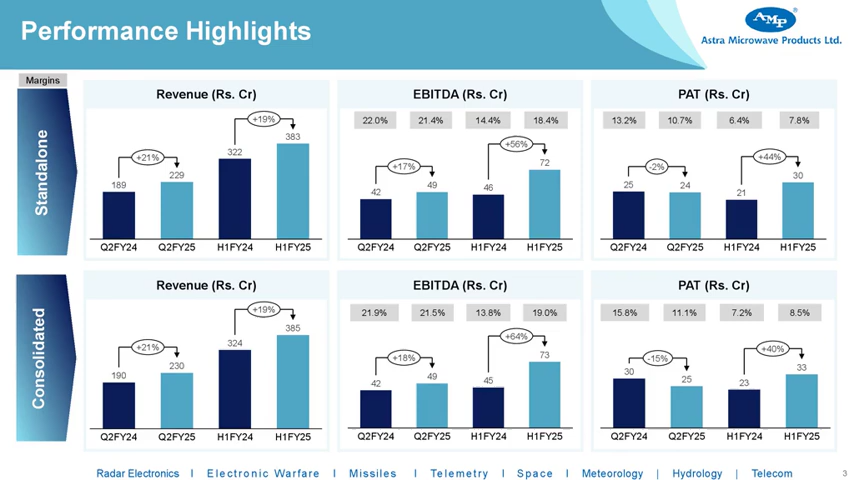 Performance Highlights
AMP
®
Astra Microwave Products Ltd.
Margins
Standalone
Revenue (Rs. Cr)
+21%
+19%
189
229
322
383
Q2FY24 Q2FY25 H1FY24 H1FY25
EBITDA (Rs. Cr)
22.0% 21.4% 14.4% 18.4%
+17%
+56%
42
49
46
72
Q2FY24 Q2FY25 H1FY24 H1FY25
PAT (Rs. Cr)
13.2% 10.7% 6.4% 7.8%
-2%
+44%
25
24
21
30
Q2FY24 Q2FY25 H1FY24 H1FY25
Consolidated
Revenue (Rs. Cr)
+21%
+19%
190
230
324
385
Q2FY24 Q2FY25 H1FY24 H1FY25
EBITDA (Rs. Cr)
21.9% 21.5% 13.8% 19.0%
+18%
+64%
42
49
45
73
Q2FY24 Q2FY25 H1FY24 H1FY25
PAT (Rs. Cr)
15.8% 11.1% 7.2% 8.5%
-15%
+40%
30
25
23
33
Q2FY24 Q2FY25 H1FY24 H1FY25
Radar Electronics I Electronic Warfare I Missiles I Telemetry I Space I Meteorology | Hydrology | Telecom
3